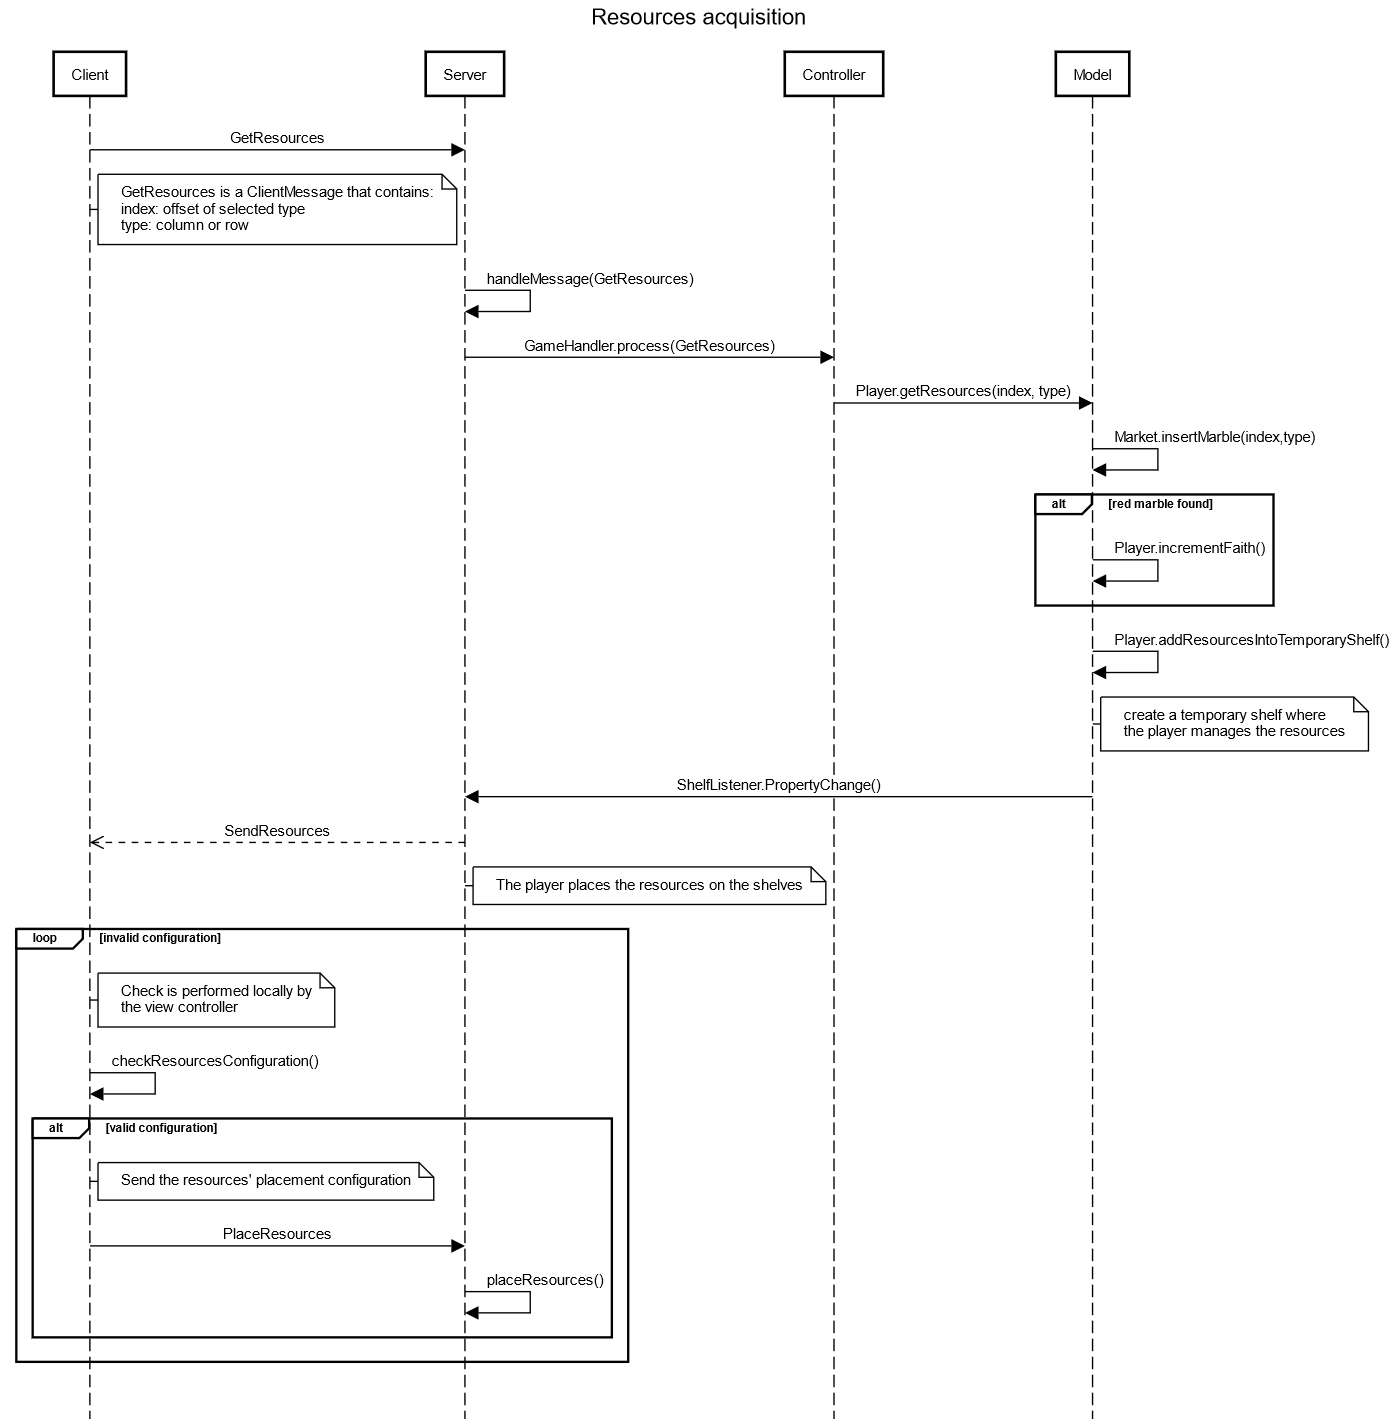 Resources acquisition
Client
Server
Controller
Model
GetResources
GetResources is a ClientMessage that contains:
index: offset of selected type
type: column or row
handleMessage(GetResources)
GameHandler.process(GetResources)
Player.getResources(index, type)
Market.insertMarble(index,type)
alt
[red marble found]
Player.incrementFaith()
Player.addResourcesIntoTemporaryShelf()
create a temporary shelf where
the player manages the resources
ShelfListener.PropertyChange()
SendResources
The player places the resources on the shelves
loop
[invalid configuration]
Check is performed locally by
the view controller
checkResourcesConfiguration()
alt
[valid configuration]
Send the resources' placement configuration
PlaceResources
placeResources()